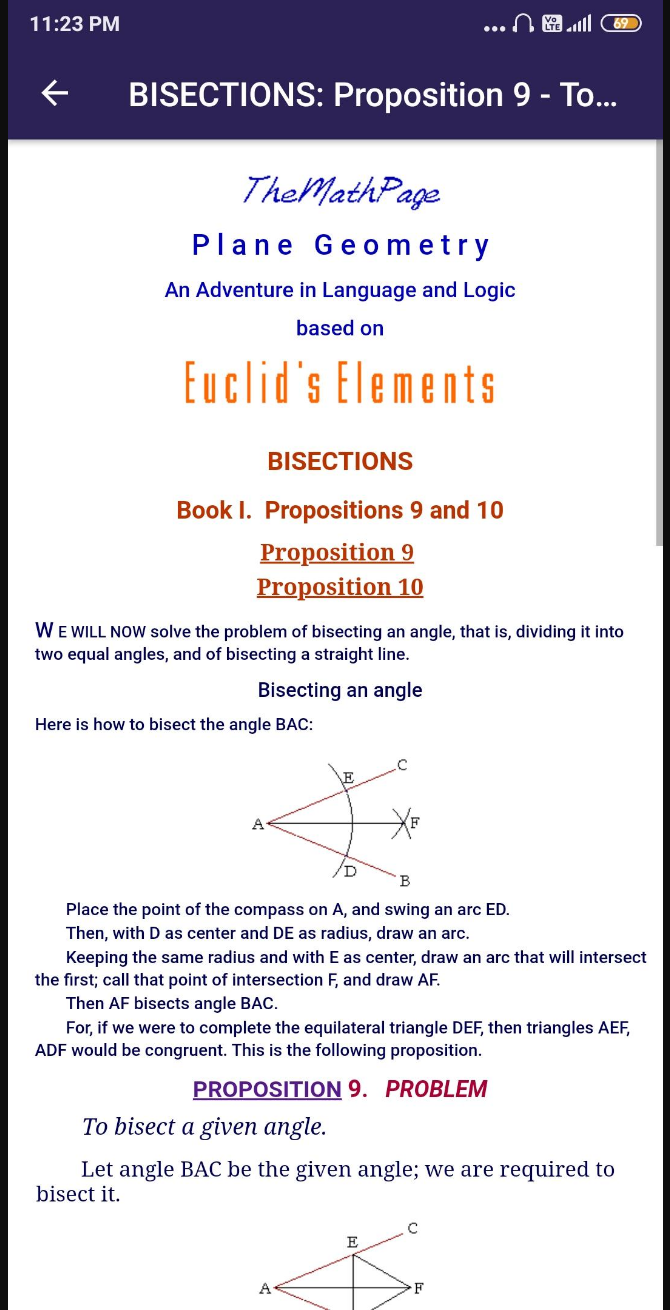 11:23 PM
Vo LTE 69
BISECTIONS: Proposition 9 - To...
TheMathPage
Plane Geometry
An Adventure in Language and Logic
based on
Euclid's Elements
BISECTIONS
Book I. Propositions 9 and 10
Proposition 9
Proposition 10
WE WILL NOW solve the problem of bisecting an angle, that is, dividing it into
two equal angles, and of bisecting a straight line.
Bisecting an angle
Here is how to bisect the angle BAC:
C
E
A
F
D
B
Place the point of the compass on A, and swing an arc ED.
Then, with D as center and DE as radius, draw an arc.
Keeping the same radius and with E as center, draw an arc that will intersect
the first; call that point of intersection F, and draw AF.
Then AF bisects angle BAC.
For, if we were to complete the equilateral triangle DEF, then triangles AEF,
ADF would be congruent. This is the following proposition.
PROPOSITION 9. PROBLEM
To bisect a given angle.
Let angle BAC be the given angle; we are required to
bisect it.
C
E
A
F